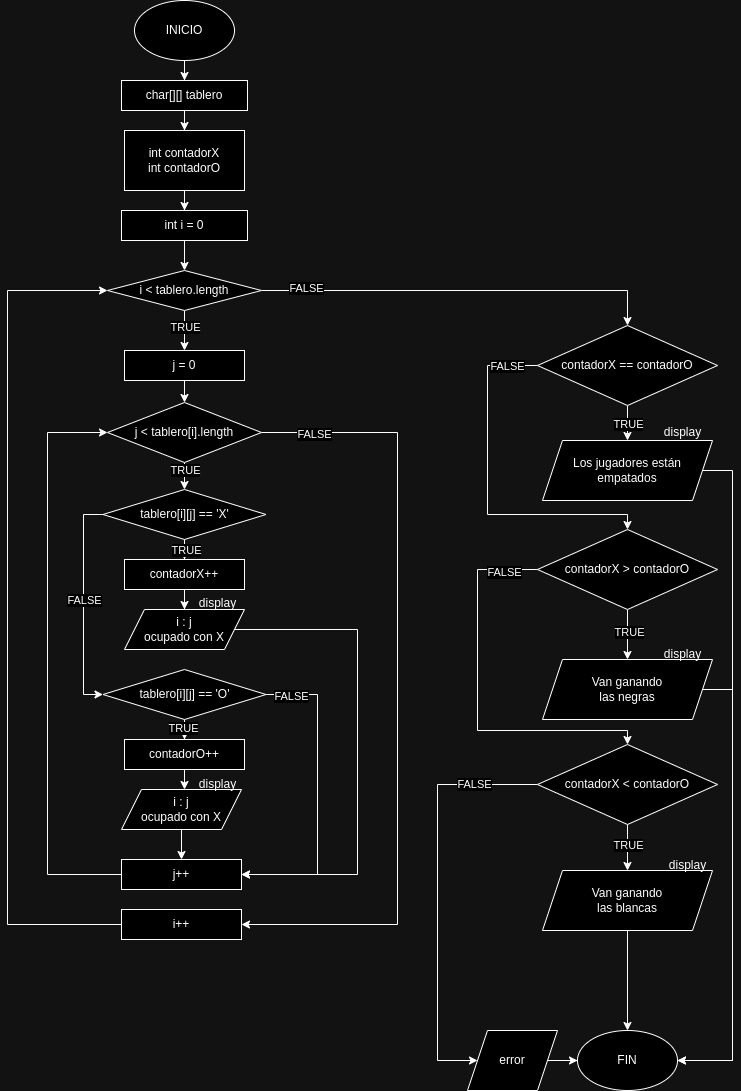 INICIO
char[][] tablero
int contadorX
int contadorO
int i = 0
i < tablero.length
FALSE
TRUE
j = 0
j < tablero[i].length
FALSE
TRUE
tablero[i][j] == 'X'
TRUE
contadorX++
FALSE
display
i : j
ocupado con X
tablero[i][j] == 'O'
FALSE
TRUE
contadorO++
display
i : j
ocupado con X
j++
i++
contadorX == contadorO
FALSE
TRUE
display
Los jugadores están
empatados
contadorX > contadorO
FALSE
TRUE
display
Van ganando
las negras
contadorX < contadorO
FALSE
TRUE
display
Van ganando
las blancas
error
FIN